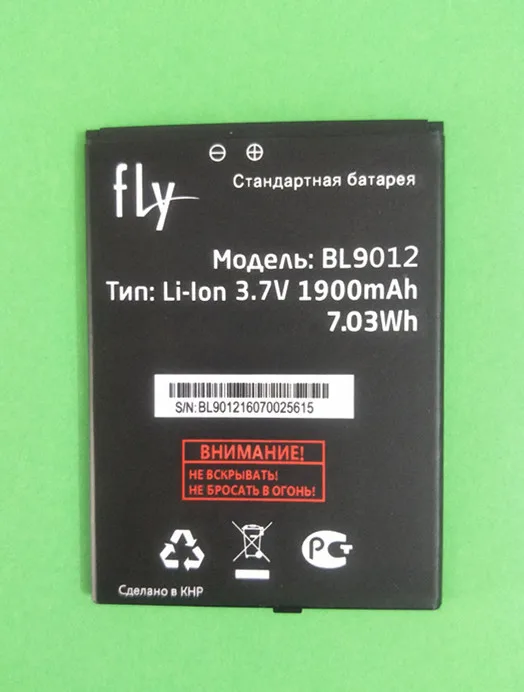 fly
Стандартная батарея
Модель: BL9012
Тип: Li-Ion 3.7V 1900mAh
7.03Wh
S/N: BL901216070025615
ВНИМАНИЕ!
НЕ ВСКРЫВАТЬ!
НЕ БРОСАТЬ В ОГОНЬ!
РСТ
Сделано в КНР